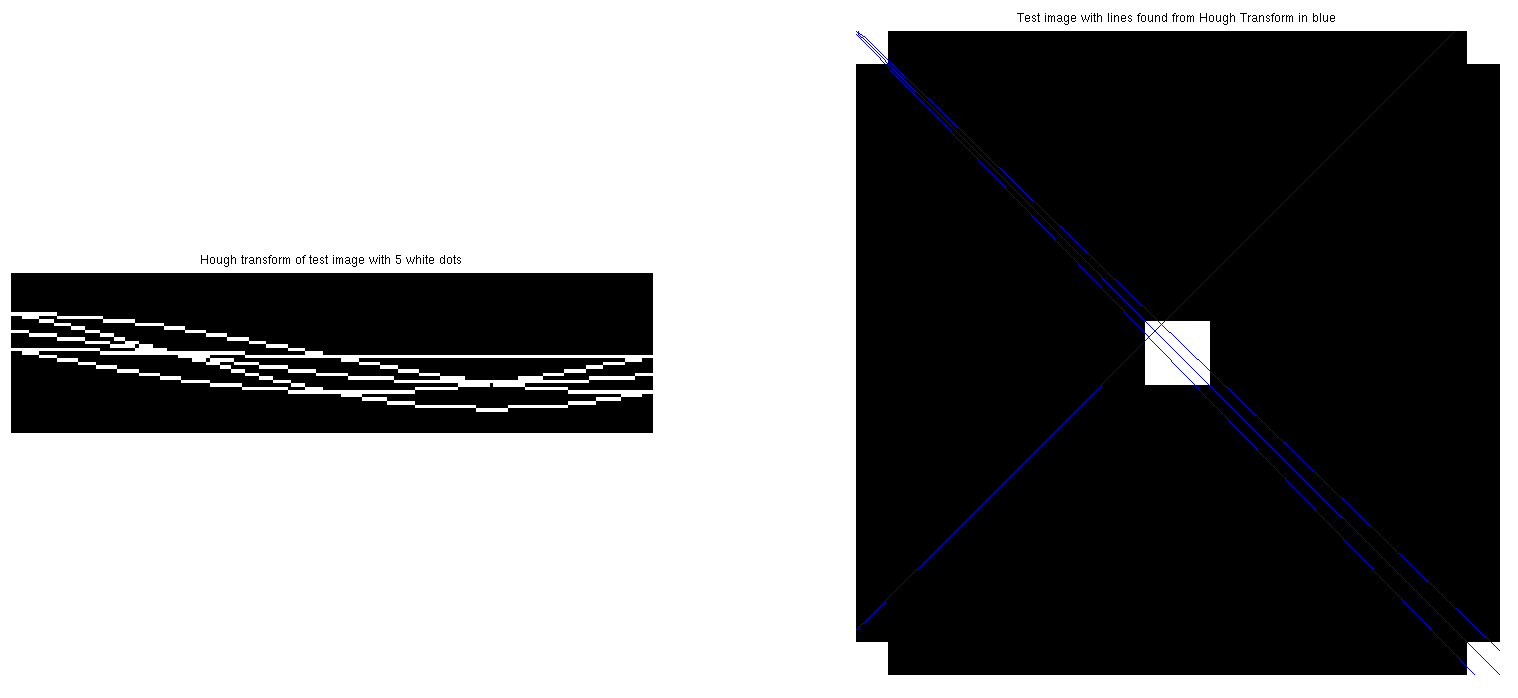 Hough transform of test image with 5 white dots
Test image with lines found from Hough Transform in blue